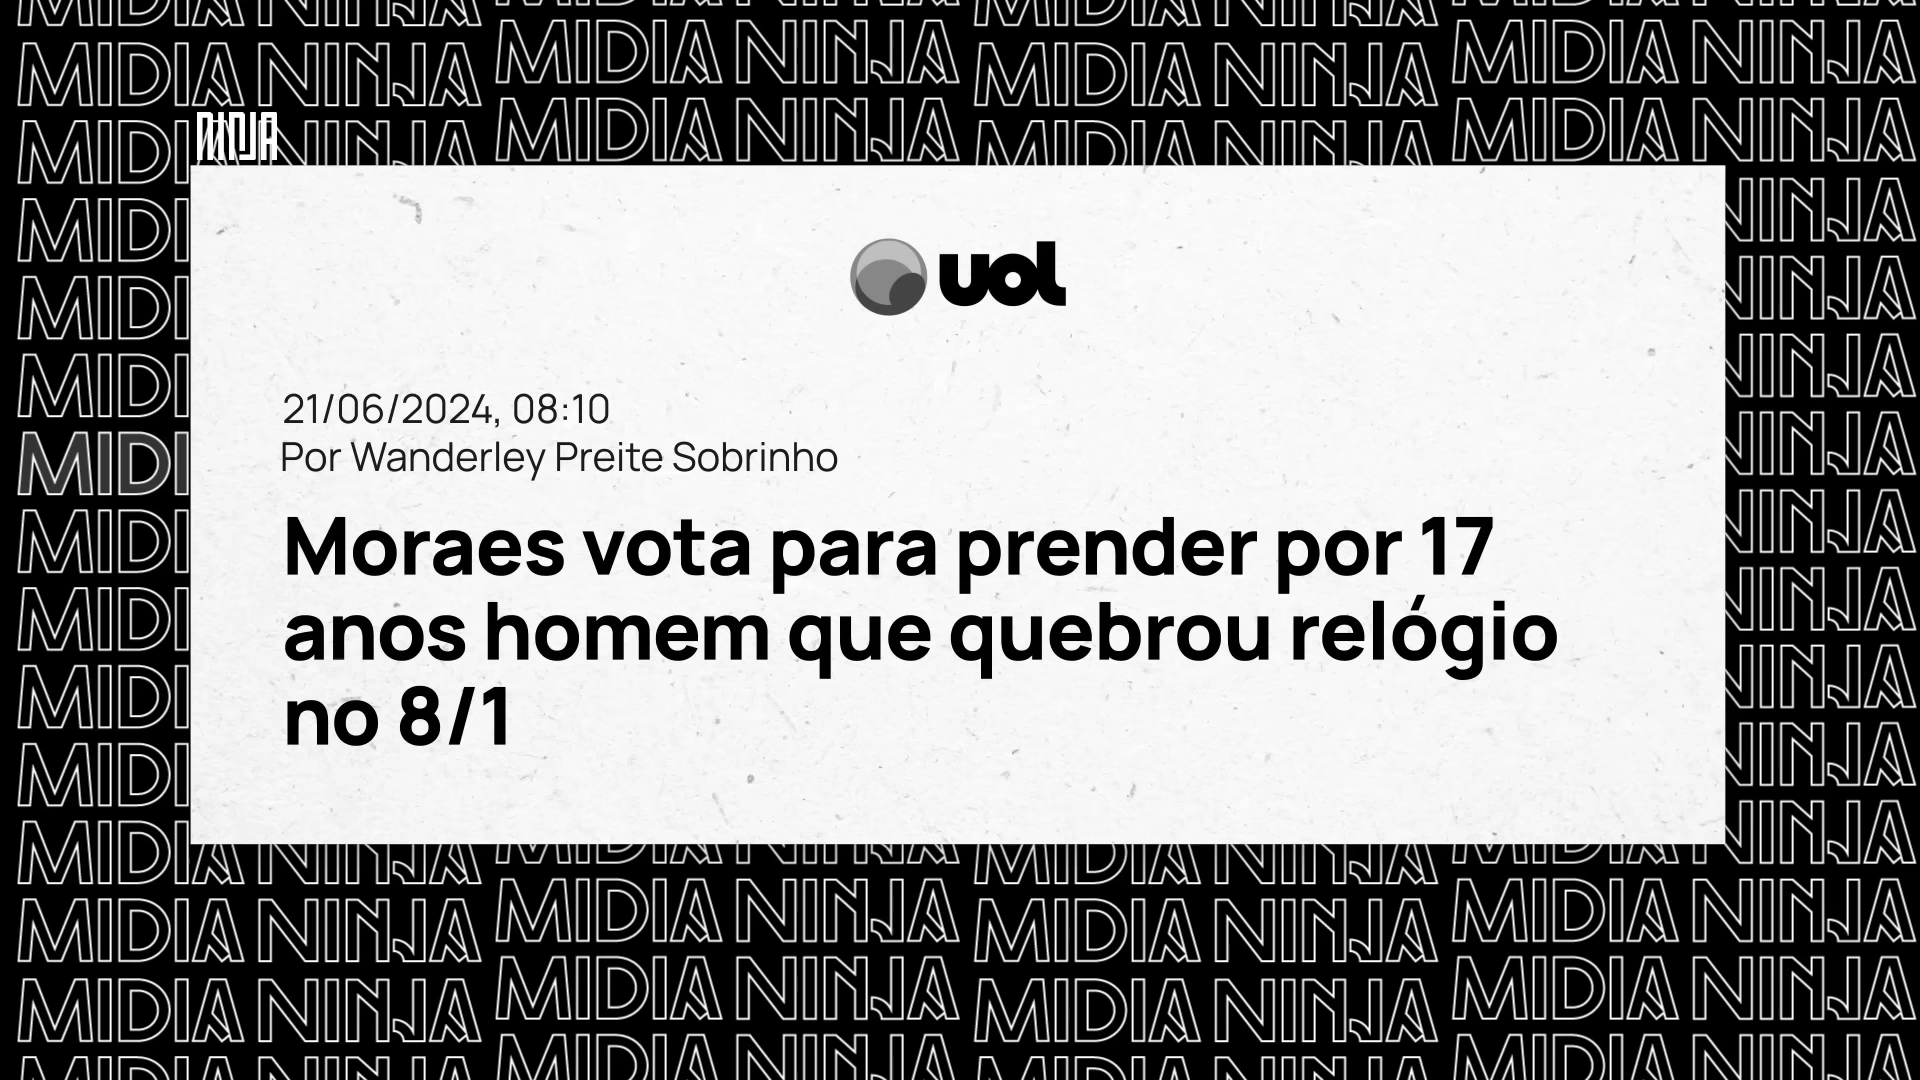 MIDIA NINJA
NINJA
uol
21/06/2024, 08:10
Por Wanderley Preite Sobrinho
Moraes vota para prender por 17
anos homem que quebrou relógio
no 8/1